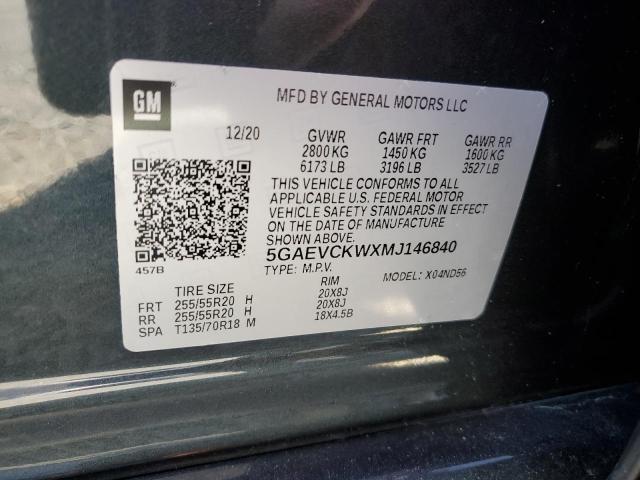 GM
MFD BY GENERAL MOTORS LLC
12/20 GVWR GAWR FRT GAWR RR
2800 KG 1450 KG 1600 KG
6173 LB 3196 LB 3527 LB
THIS VEHICLE CONFORMS TO ALL
APPLICABLE U.S. FEDERAL MOTOR
VEHICLE SAFETY STANDARDS IN EFFECT ON
THE DATE OF MANUFACTURE
SHOWN ABOVE.
5GAEVCKWXMJ146840
457B TYPE: M.P.V. MODEL: X04ND56
TIRE SIZE RIM
FRT 255/55R20 H 20X8J
RR 255/55R20 H 20X8J
SPA T135/70R18 M 18X4.5B